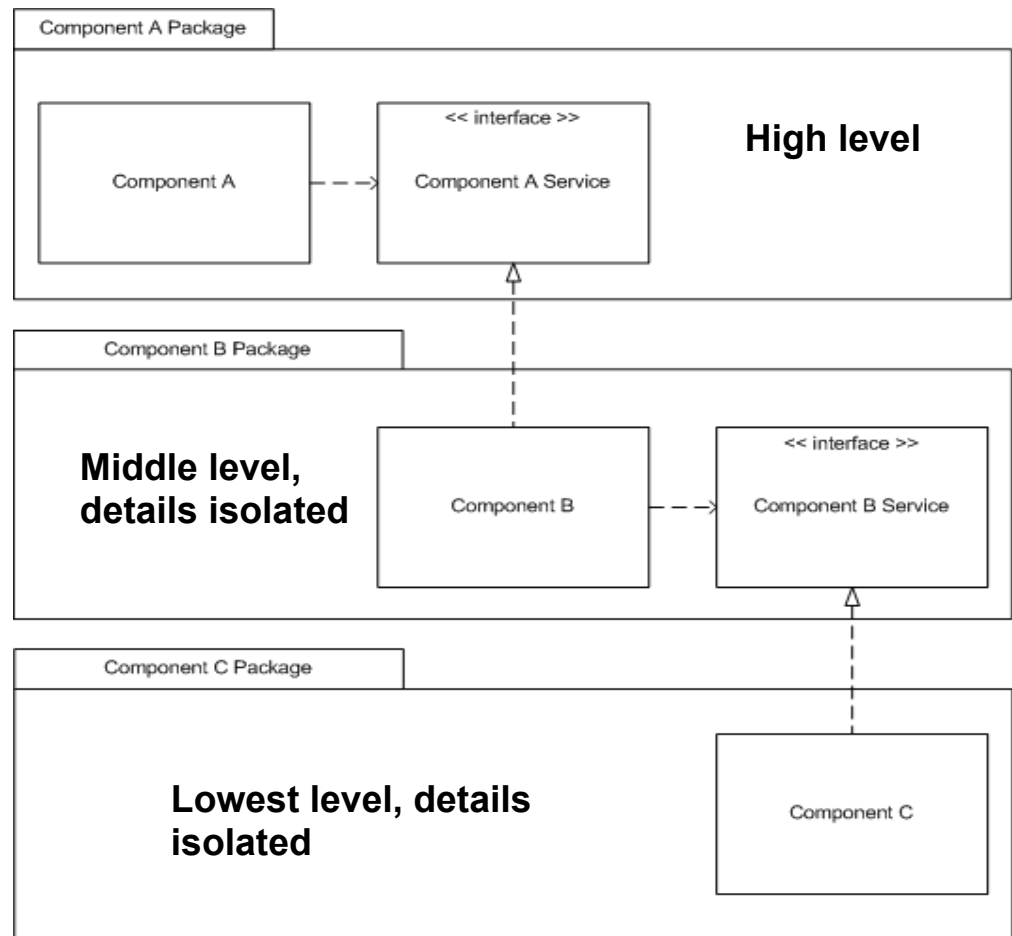 Component A Package
<< interface >>
High level
Component A
Component A Service
Component B Package
<< interface >>
Middle level,
details isolated
Component B
Component B Service
Component C Package
Lowest level, details
isolated
Component C